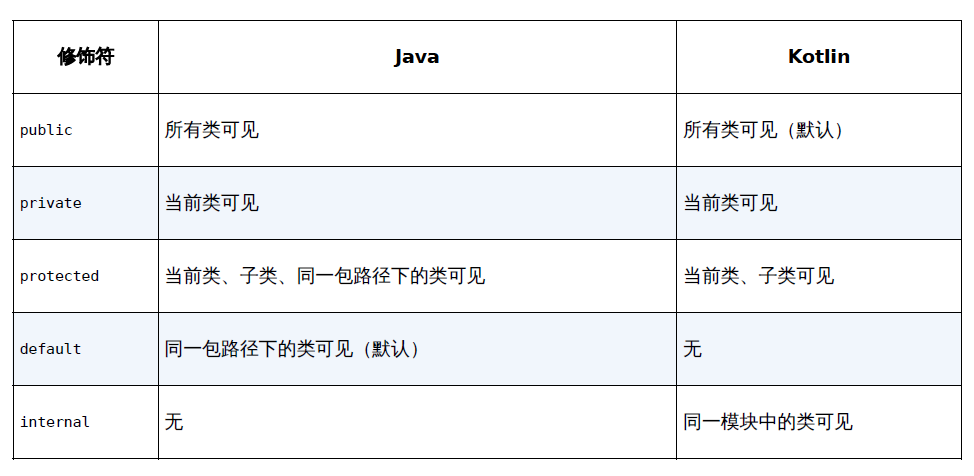 修饰符 Java Kotlin
public 所有类可见 所有类可见（默认）
private 当前类可见 当前类可见
protected 当前类、子类、同一包路径下的类可见 当前类、子类可见
default 同一包路径下的类可见（默认） 无
internal 无 同一模块中的类可见